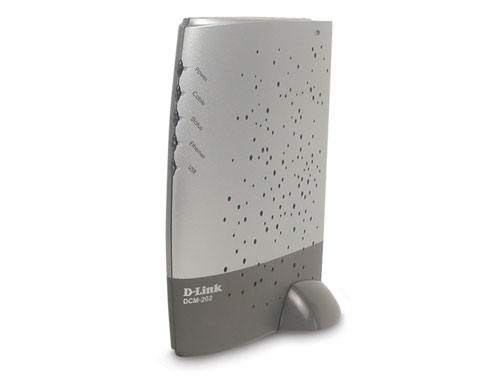 Power
Cable
Status
Ethernet
USB
D-Link
DCM-202